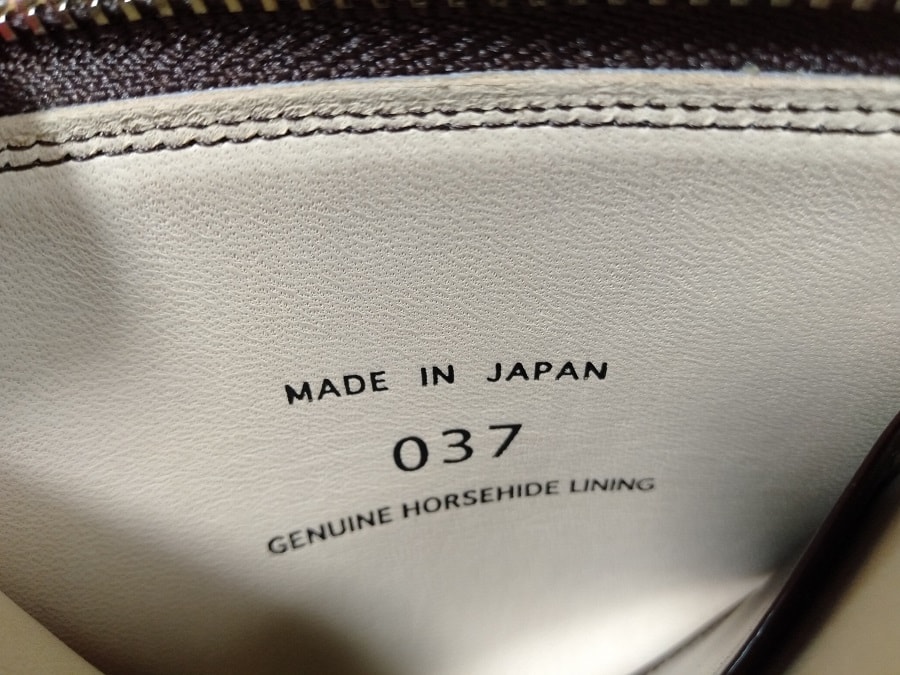 MADE IN JAPAN
037
GENUINE HORSEHIDE LINING